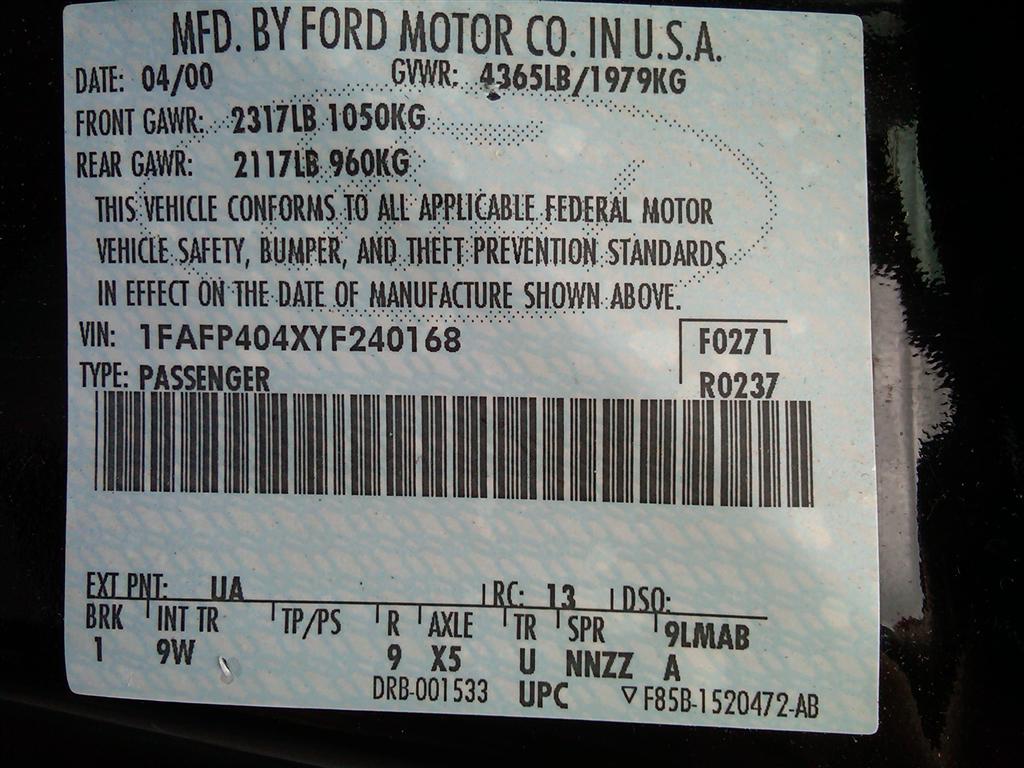 MFD. BY FORD MOTOR CO. IN U.S.A.
DATE: 04/00 GVWR: 4365LB/1979KG
FRONT GAWR: 2317LB 1050KG
REAR GAWR: 2117LB 960KG
THIS VEHICLE CONFORMS TO ALL APPLICABLE FEDERAL MOTOR
VEHICLE SAFETY, BUMPER, AND THEFT PREVENTION STANDARDS
IN EFFECT ON THE DATE OF MANUFACTURE SHOWN ABOVE.
VIN: 1FAFP404XYF240168 F0271
TYPE: PASSENGER R0237
EXT PNT: UA RC: 13 DSO:
BRK INT TR TP/PS R AXLE TR SPR 9LMAB
1 9W 9 X5 U NNZZ A
DRB-001533 UPC ▽ F85B-1520472-AB